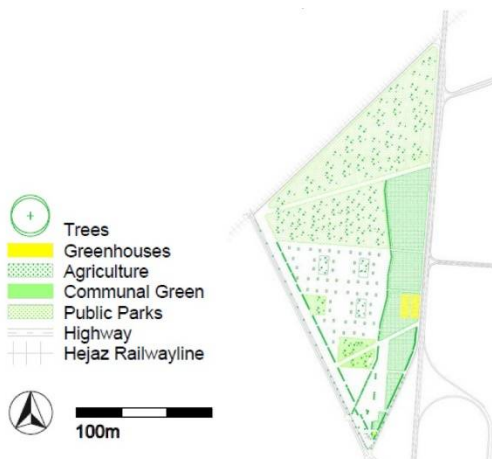 Trees
Greenhouses
Agriculture
Communal Green
Public Parks
Highway
Hejaz Railwayline
100m